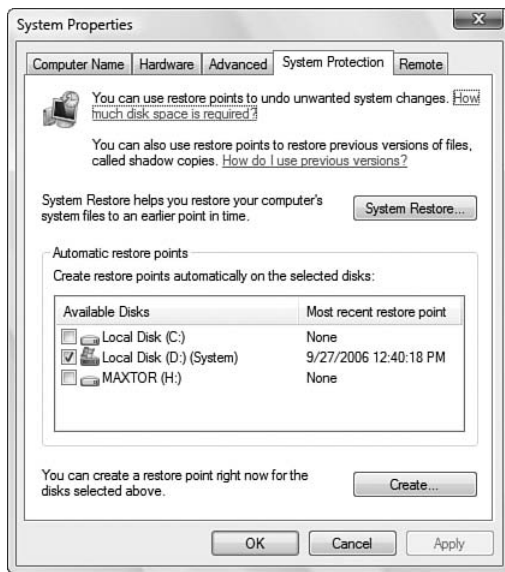 System Properties
X
Computer Name Hardware Advanced System Protection Remote
You can use restore points to undo unwanted system changes. How
much disk space is required?
You can also use restore points to restore previous versions of files,
called shadow copies. How do I use previous versions?
System Restore helps you restore your computer's
system files to an earlier point in time.
System Restore...
Automatic restore points
Create restore points automatically on the selected disks:
Available Disks Most recent restore point
Local Disk (C:) None
Local Disk (D:) (System) 9/27/2006 12:40:18 PM
MAXTOR (H:) None
You can create a restore point right now for the
disks selected above.
Create...
OK Cancel Apply